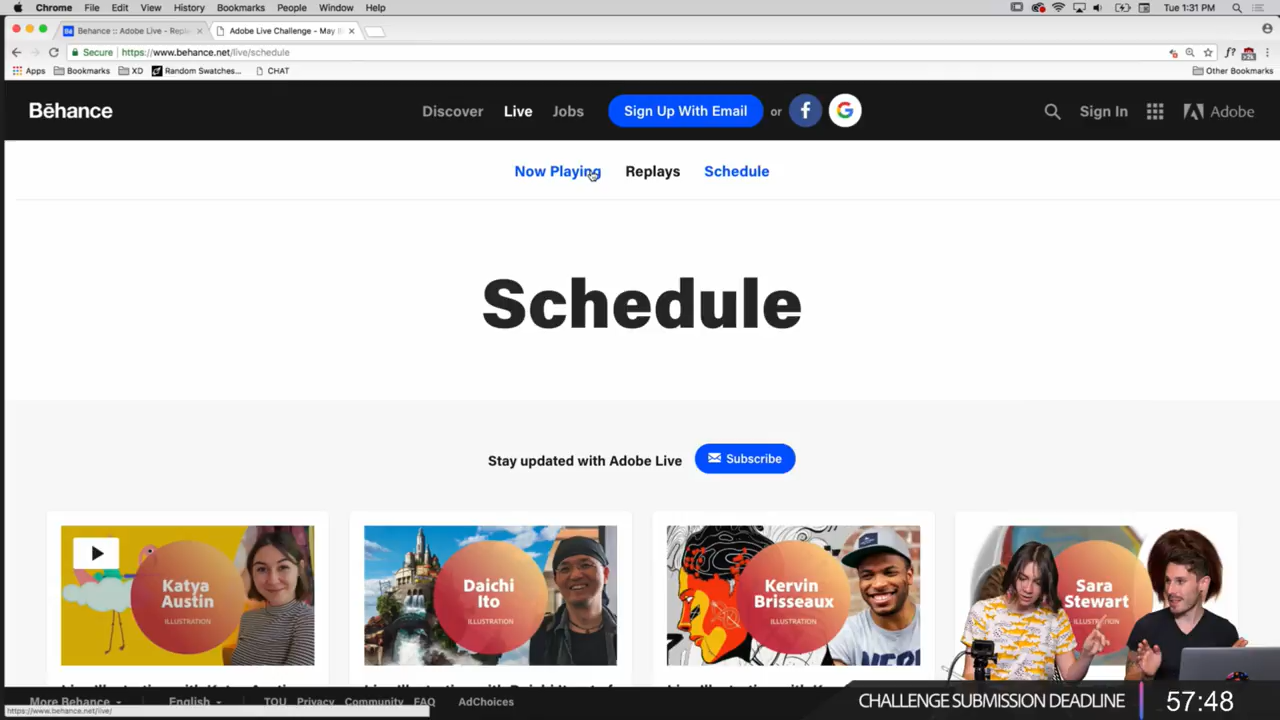 Chrome File Edit View History Bookmarks People Window Help Tue 1:31 PM
Behance :: Adobe Live - Repl Adobe Live Challenge - May
Secure https://www.behance.net/live/schedule
Apps Bookmarks XD Random Swatches... CHAT Other Bookmarks
Bēhance Discover Live Jobs Sign Up With Email or f G Sign In Adobe
Now Playing Replays Schedule
Schedule
Stay updated with Adobe Live Subscribe
Katya
Austin
ILLUSTRATION
Daichi
Ito
ILLUSTRATION
Kervin
Brisseaux
ILLUSTRATION
Sara
Stewart
More Behance English TOU Privacy Community FAQ AdChoices
https://www.behance.net/live/
CHALLENGE SUBMISSION DEADLINE 57:48